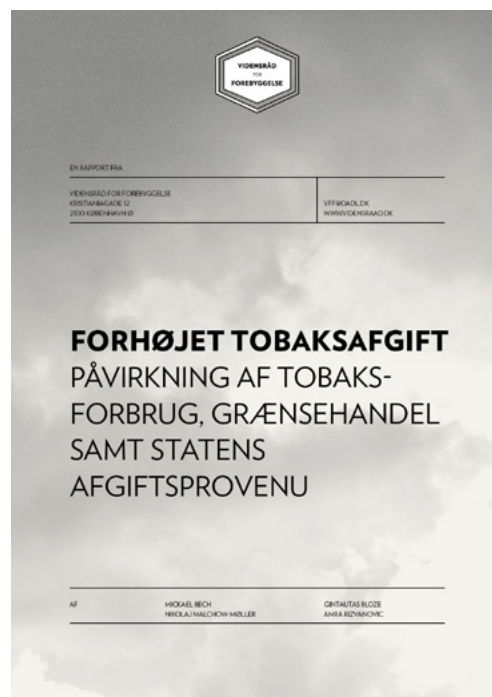 VIDENSRÅD
FOR
FOREBYGGELSE
EN RAPPORT FRA
VIDENSRÅD FOR FOREBYGGELSE
KRISTIANIAGADE 12
2100 KØBENHAVN Ø
VFF@DADL.DK
WWW.VIDENSRAAD.DK
FORHØJET TOBAKSAFGIFT
PÅVIRKNING AF TOBAKS-
FORBRUG, GRÆNSEHANDEL
SAMT STATENS
AFGIFTSPROVENU
AF
MICKAEL BECH
NIKOLAJ MALCHOW-MØLLER
GINTAUTAS BLOZE
AMRA RIZVANOVIC